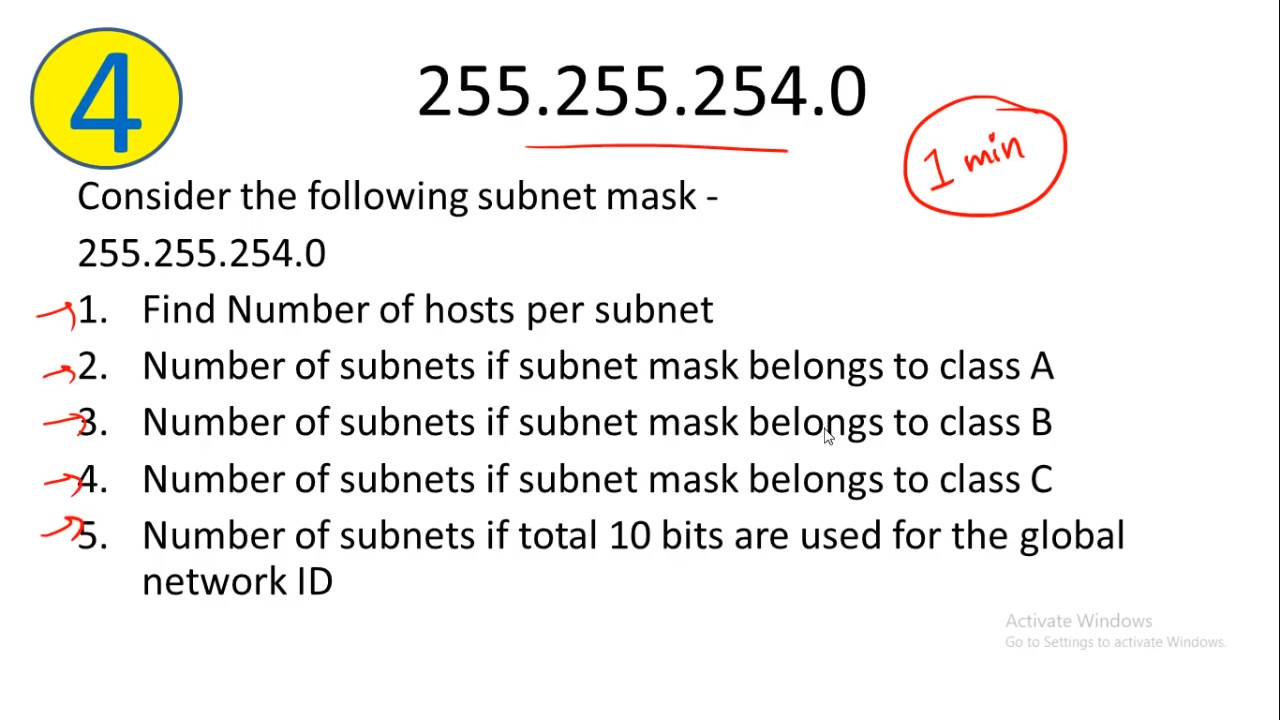 4
255.255.254.0
1 min
Consider the following subnet mask -
255.255.254.0
1. Find Number of hosts per subnet
2. Number of subnets if subnet mask belongs to class A
3. Number of subnets if subnet mask belongs to class B
4. Number of subnets if subnet mask belongs to class C
5. Number of subnets if total 10 bits are used for the global
network ID
Activate Windows
Go to Settings to activate Windows.